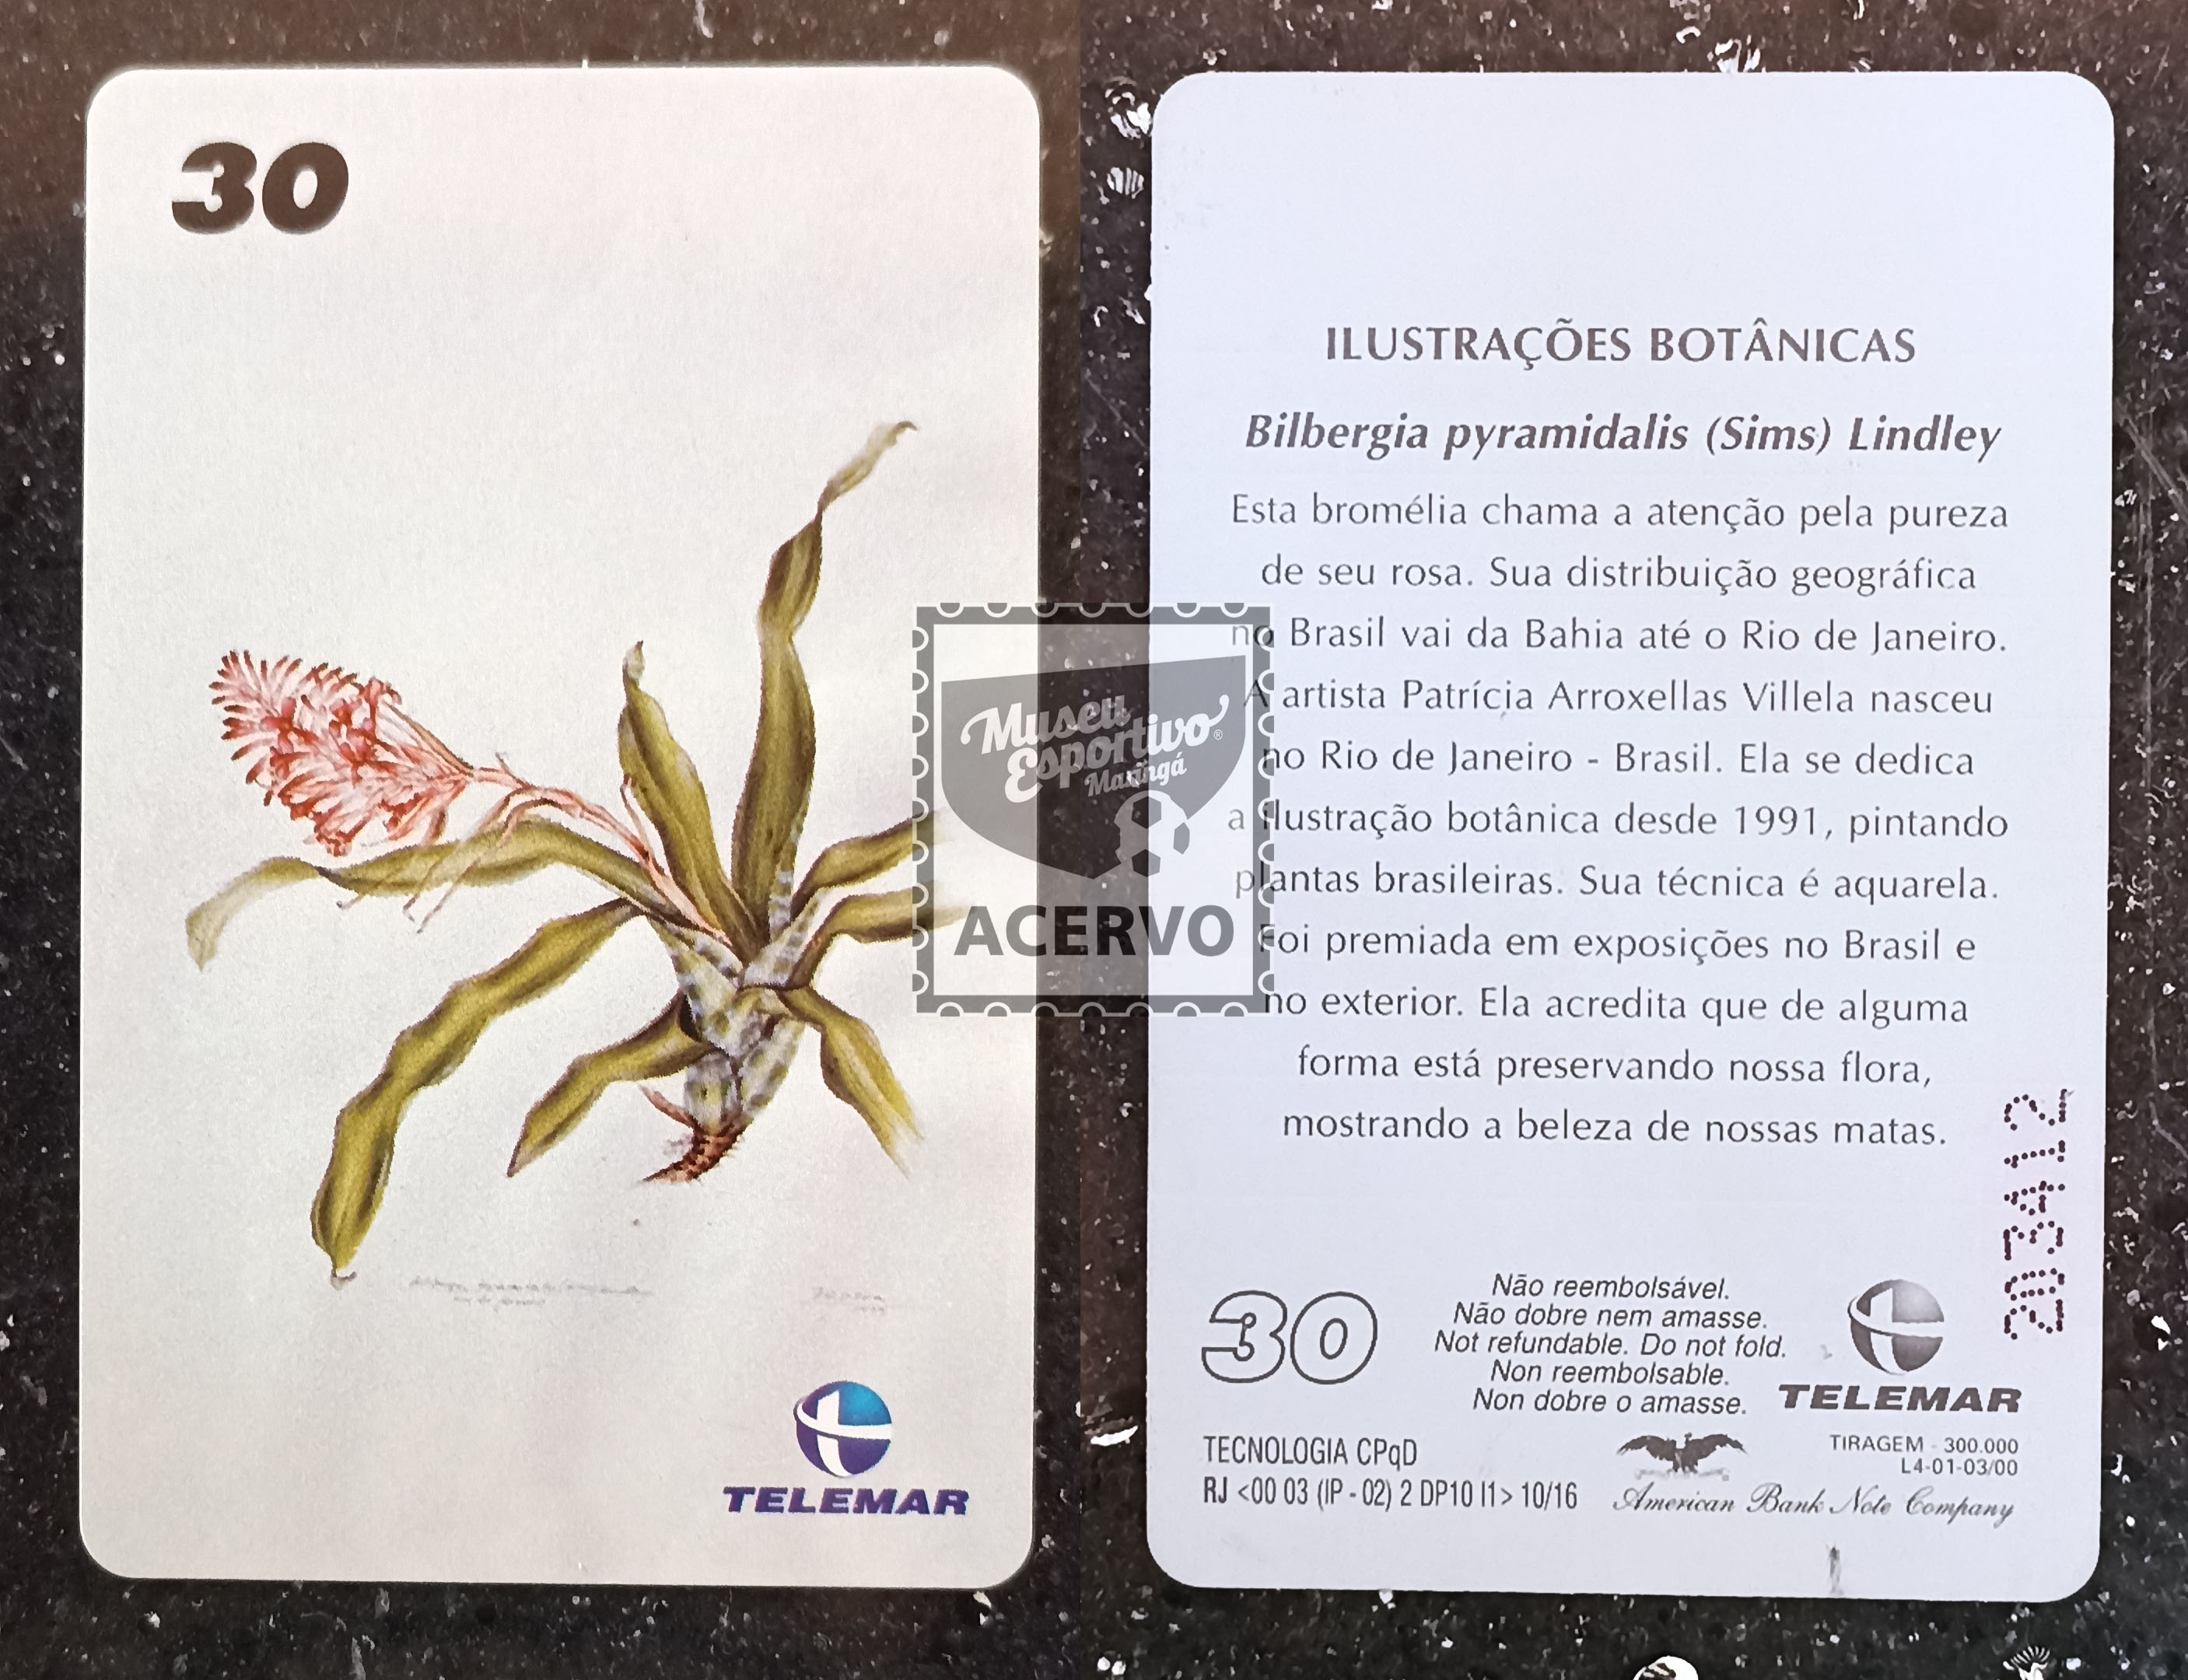 30
TELEMAR
Museu
Esportivo
Maringá
ACERVO
ILUSTRAÇÕES BOTÂNICAS
Bilbergia pyramidalis (Sims) Lindley
Esta bromélia chama a atenção pela pureza
de seu rosa. Sua distribuição geográfica
no Brasil vai da Bahia até o Rio de Janeiro.
A artista Patrícia Arroxellas Villela nasceu
no Rio de Janeiro - Brasil. Ela se dedica
a ilustração botânica desde 1991, pintando
plantas brasileiras. Sua técnica é aquarela.
Foi premiada em exposições no Brasil e
no exterior. Ela acredita que de alguma
forma está preservando nossa flora,
mostrando a beleza de nossas matas.
203412
30
Não reembolsável.
Não dobre nem amasse.
Not refundable. Do not fold.
Non reembolsable.
Non dobre o amasse.
TELEMAR
TECNOLOGIA CPqD
RJ <00 03 (IP - 02) 2 DP10 I1> 10/16
TIRAGEM - 300.000
L4-01-03/00
American Bank Note Company